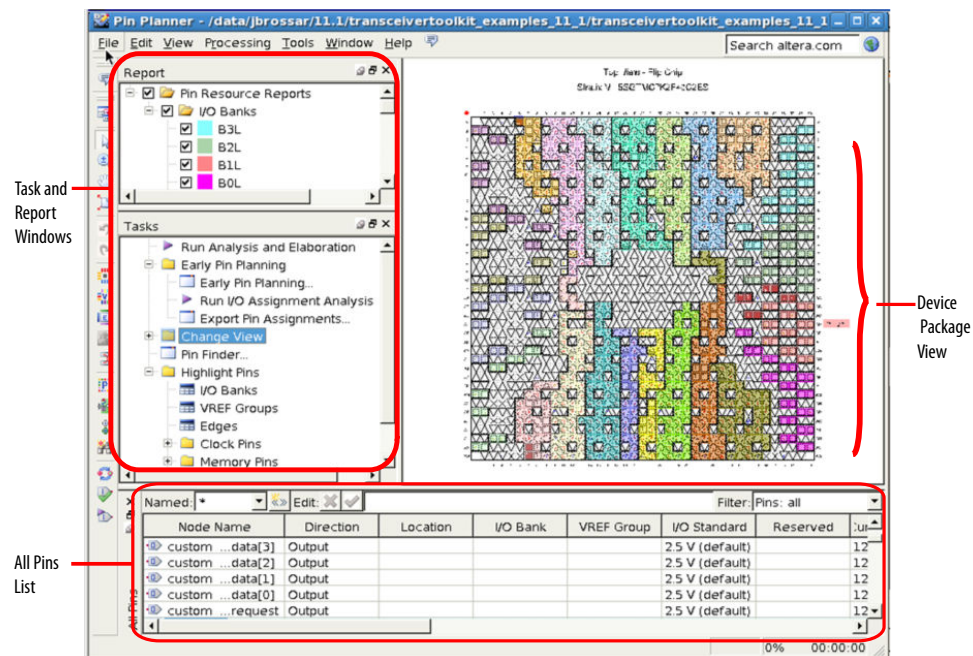 Pin Planner - /data/jbrossar/11.1/transceivertoolkit_examples_11_1/transceivertoolkit_examples_11_1
File Edit View Processing Tools Window Help
Search altera.com
Report
Pin Resource Reports
I/O Banks
B3L
B2L
B1L
B0L
Top View - Flip Chip
Stratix V
Task and
Report
Windows
Tasks
Run Analysis and Elaboration
Early Pin Planning
Early Pin Planning...
Run I/O Assignment Analysis
Export Pin Assignments...
Change View
Pin Finder...
Highlight Pins
I/O Banks
VREF Groups
Edges
Clock Pins
Memory Pins
Device
Package
View
All Pins
List
All Pins
Named: * Edit: Filter: Pins: all
Node Name Direction Location I/O Bank VREF Group I/O Standard Reserved Cur
custom ...data[3] Output 2.5 V (default) 12
custom ...data[2] Output 2.5 V (default) 12
custom ...data[1] Output 2.5 V (default) 12
custom ...data[0] Output 2.5 V (default) 12
custom ...request Output 2.5 V (default) 12
0% 00:00:00